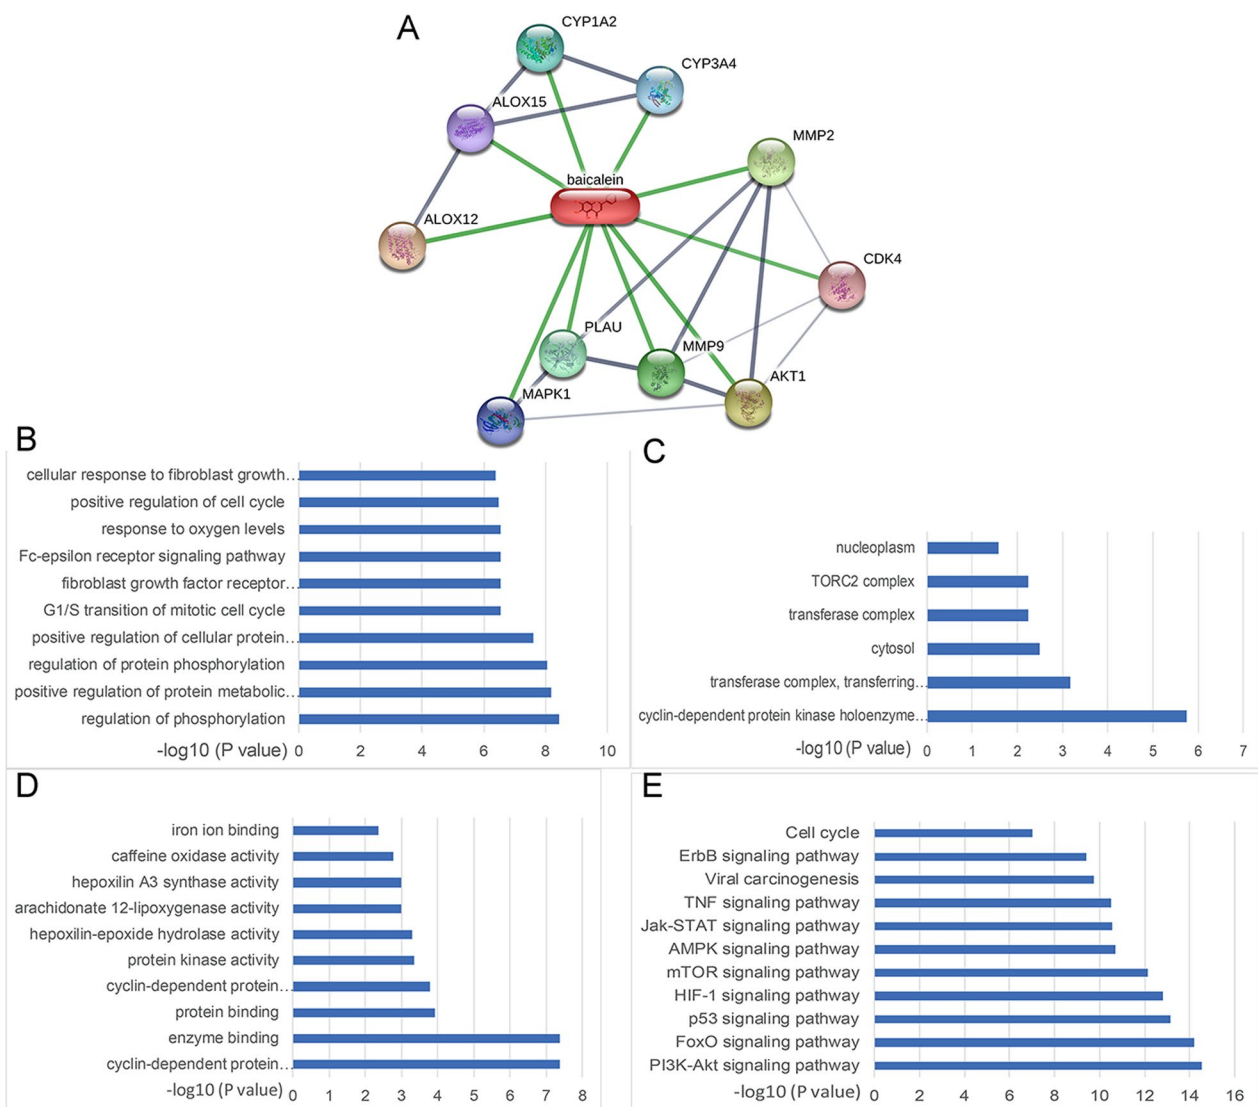 A
CYP1A2
CYP3A4
ALOX15
MMP2
baicalein
ALOX12
CDK4
PLAU
MMP9
AKT1
MAPK1
B
cellular response to fibroblast growth…
positive regulation of cell cycle
response to oxygen levels
Fc-epsilon receptor signaling pathway
fibroblast growth factor receptor…
G1/S transition of mitotic cell cycle
positive regulation of cellular protein…
regulation of protein phosphorylation
positive regulation of protein metabolic…
regulation of phosphorylation
-log10 (P value) 0 2 4 6 8 10
C
nucleoplasm
TORC2 complex
transferase complex
cytosol
transferase complex, transferring…
cyclin-dependent protein kinase holoenzyme…
-log10 (P value) 0 1 2 3 4 5 6 7
D
iron ion binding
caffeine oxidase activity
hepoxilin A3 synthase activity
arachidonate 12-lipoxygenase activity
hepoxilin-epoxide hydrolase activity
protein kinase activity
cyclin-dependent protein…
protein binding
enzyme binding
cyclin-dependent protein…
-log10 (P value) 0 1 2 3 4 5 6 7 8
E
Cell cycle
ErbB signaling pathway
Viral carcinogenesis
TNF signaling pathway
Jak-STAT signaling pathway
AMPK signaling pathway
mTOR signaling pathway
HIF-1 signaling pathway
p53 signaling pathway
FoxO signaling pathway
PI3K-Akt signaling pathway
-log10 (P value) 0 2 4 6 8 10 12 14 16